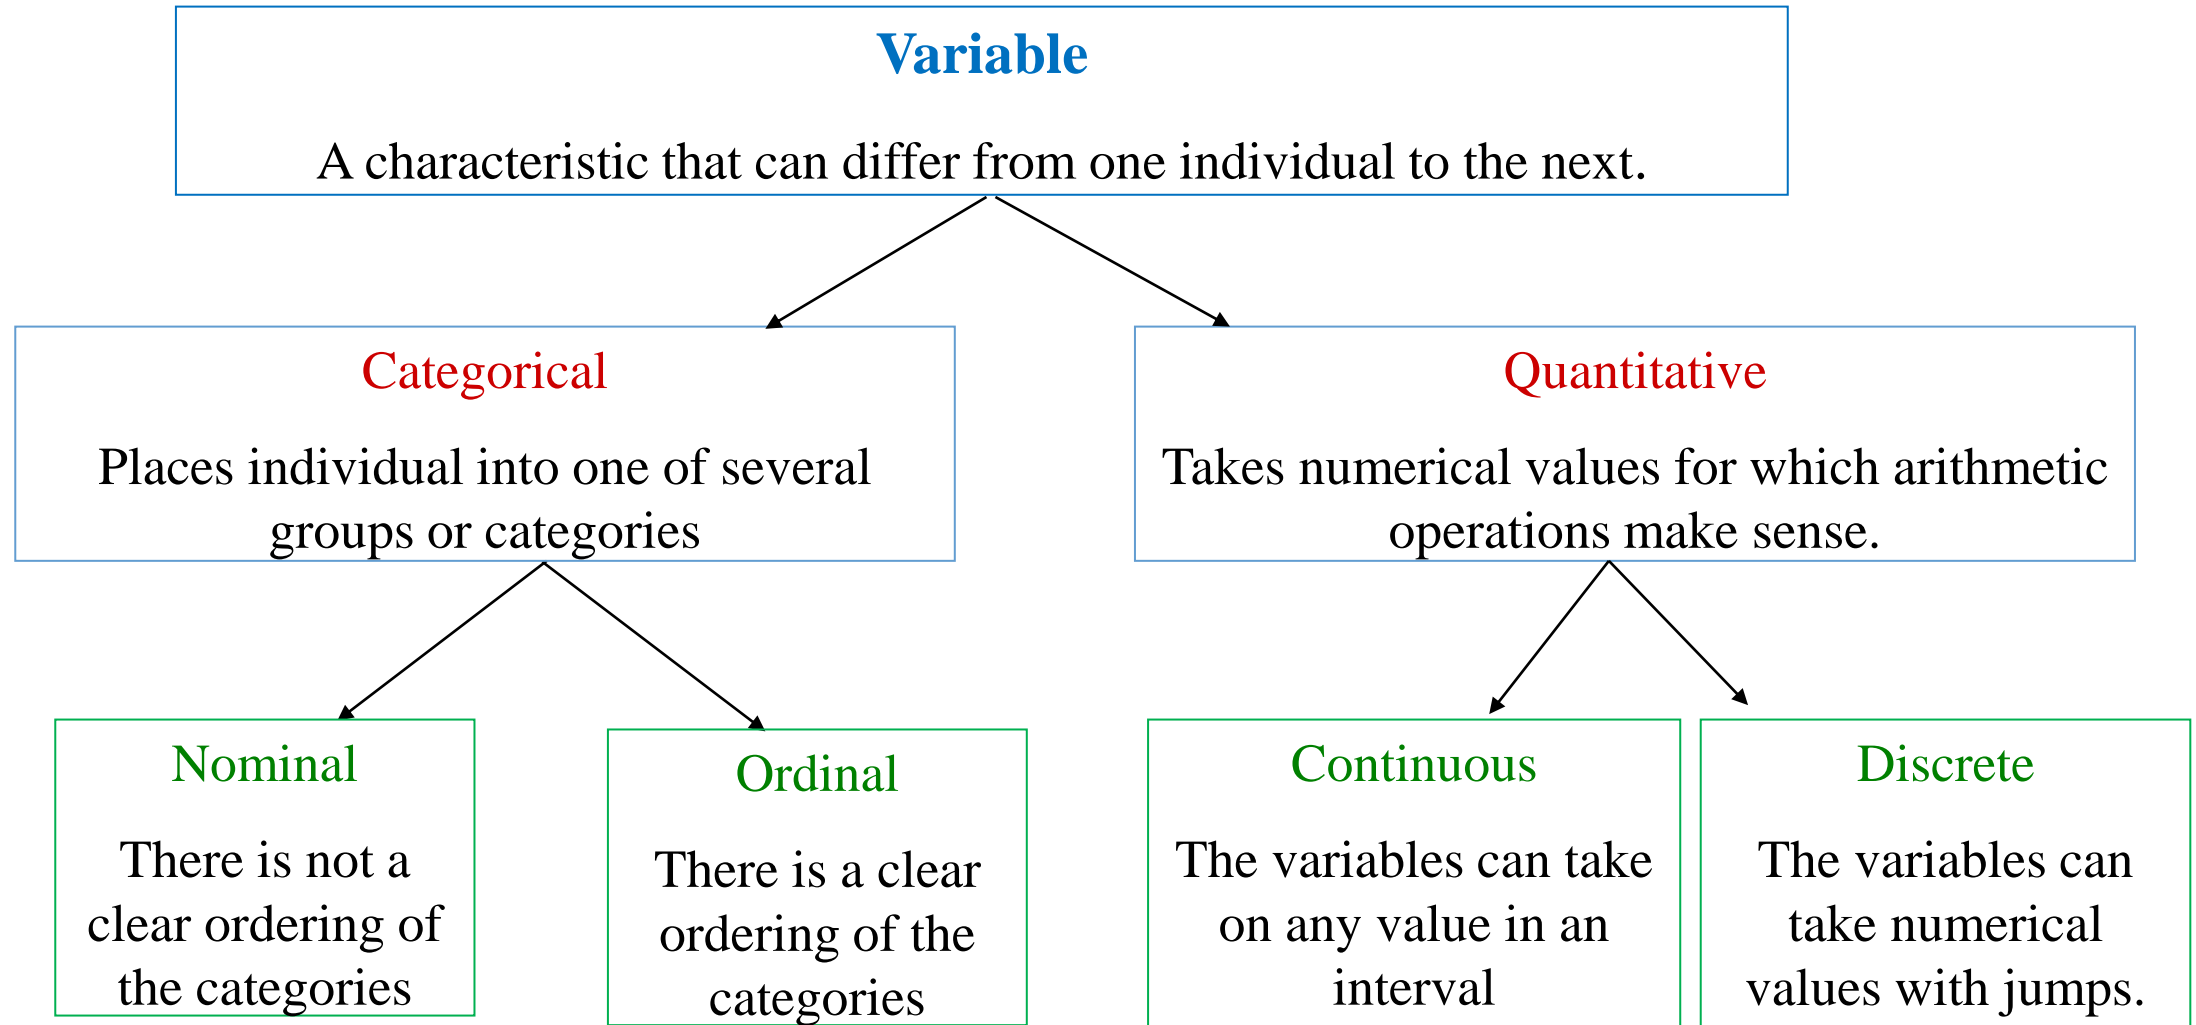 Variable
A characteristic that can differ from one individual to the next.
Categorical
Places individual into one of several
groups or categories
Quantitative
Takes numerical values for which arithmetic
operations make sense.
Nominal
There is not a
clear ordering of
the categories
Ordinal
There is a clear
ordering of the
categories
Continuous
The variables can take
on any value in an
interval
Discrete
The variables can
take numerical
values with jumps.